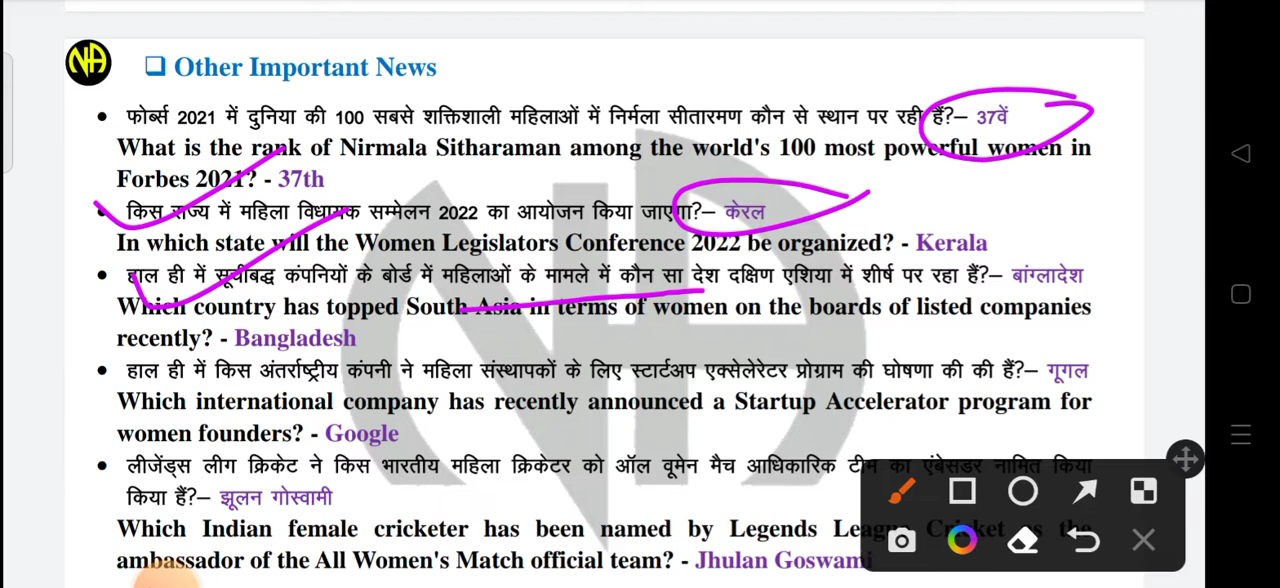 NA
❑ Other Important News
• फोर्ब्स 2021 में दुनिया की 100 सबसे शक्तिशाली महिलाओं में निर्मला सीतारमण कौन से स्थान पर रही हैं?– 37वें
What is the rank of Nirmala Sitharaman among the world's 100 most powerful women in
Forbes 2021? - 37th
• किस राज्य में महिला विधायक सम्मेलन 2022 का आयोजन किया जाएगा?– केरल
In which state will the Women Legislators Conference 2022 be organized? - Kerala
• हाल ही में सूचीबद्ध कंपनियों के बोर्ड में महिलाओं के मामले में कौन सा देश दक्षिण एशिया में शीर्ष पर रहा हैं?– बांग्लादेश
Which country has topped South Asia in terms of women on the boards of listed companies
recently? - Bangladesh
• हाल ही में किस अंतर्राष्ट्रीय कंपनी ने महिला संस्थापकों के लिए स्टार्टअप एक्सेलेरेटर प्रोग्राम की घोषणा की की हैं?– गूगल
Which international company has recently announced a Startup Accelerator program for
women founders? - Google
• लीजेंड्स लीग क्रिकेट ने किस भारतीय महिला क्रिकेटर को ऑल वूमेन मैच आधिकारिक टीम का एंबेसडर नामित किया
किया हैं?– झूलन गोस्वामी
Which Indian female cricketer has been named by Legends League Cricket as the
ambassador of the All Women's Match official team? - Jhulan Goswami